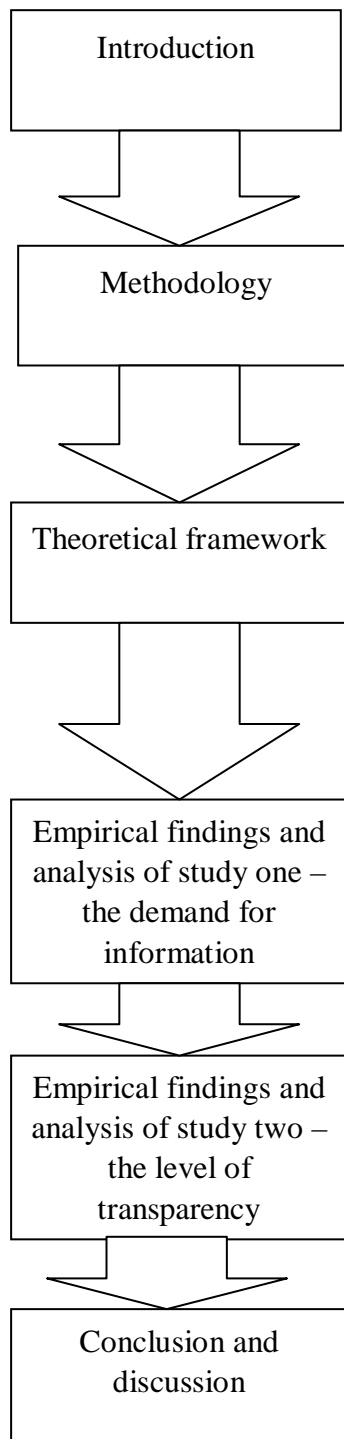 Introduction
Methodology
Theoretical framework
Empirical findings and
analysis of study one –
the demand for
information
Empirical findings and
analysis of study two –
the level of
transparency
Conclusion and
discussion